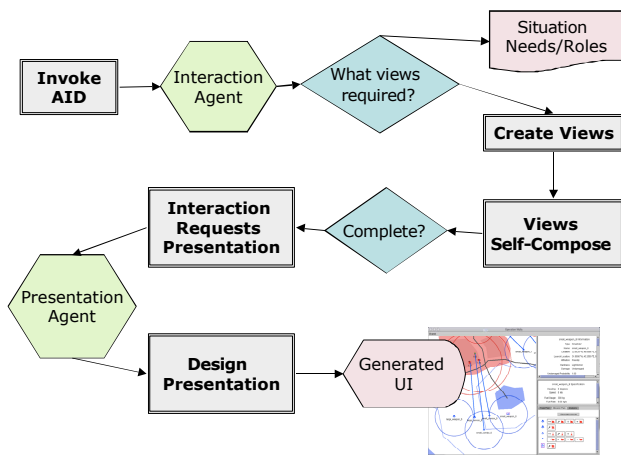 Situation
Needs/Roles
Invoke
AID
Interaction
Agent
What views
required?
Create Views
Interaction
Requests
Presentation
Complete?
Views
Self-Compose
Presentation
Agent
Design
Presentation
Generated
UI